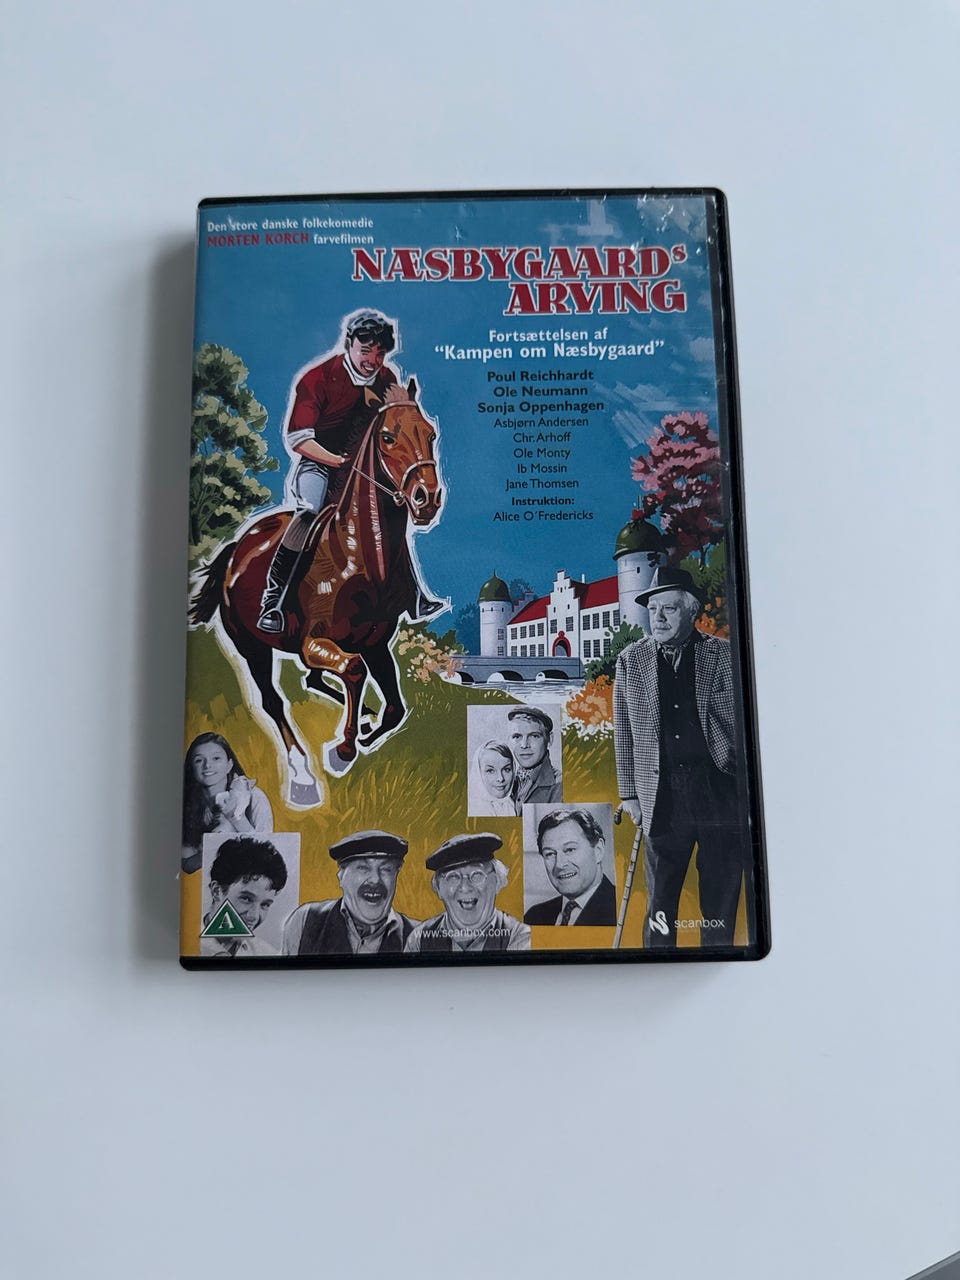 Den store danske folkekomedie
MORTEN KORCH farvefilmen
NÆSBYGAARDS
ARVING
Fortsættelsen af
"Kampen om Næsbygaard"
Poul Reichhardt
Ole Neumann
Sonja Oppenhagen
Asbjørn Andersen
Chr. Arhoff
Ole Monty
Ib Mossin
Jane Thomsen
Instruktion:
Alice O´Fredericks
A
www.scanbox.com
scanbox